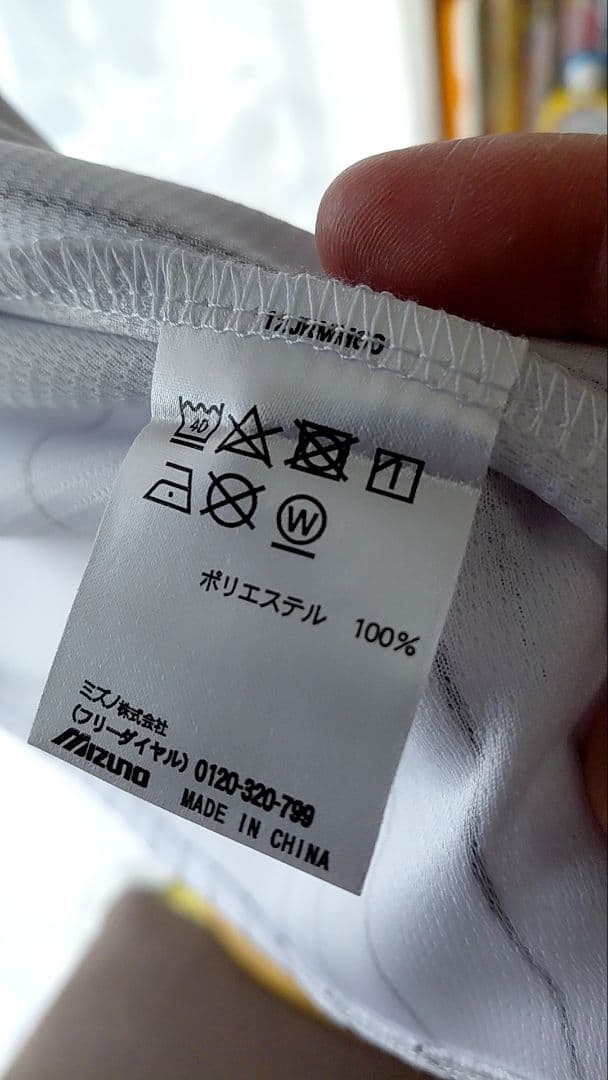 40
W
ポリエステル 100%
ミズノ株式会社
(フリーダイヤル) 0120-320-799
Mizuno MADE IN CHINA